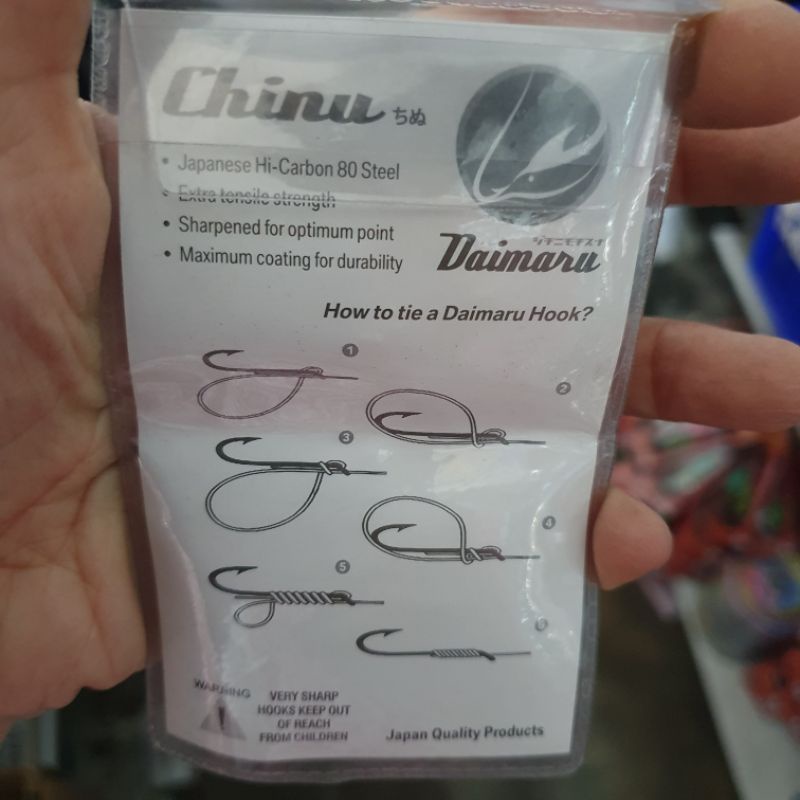 Chinu ちぬ
• Japanese Hi-Carbon 80 Steel
• Extra tensile strength
• Sharpened for optimum point
• Maximum coating for durability
Daimaru
How to tie a Daimaru Hook?
1
2
3
4
5
WARNING
VERY SHARP
HOOKS KEEP OUT
OF REACH
FROM CHILDREN
Japan Quality Products